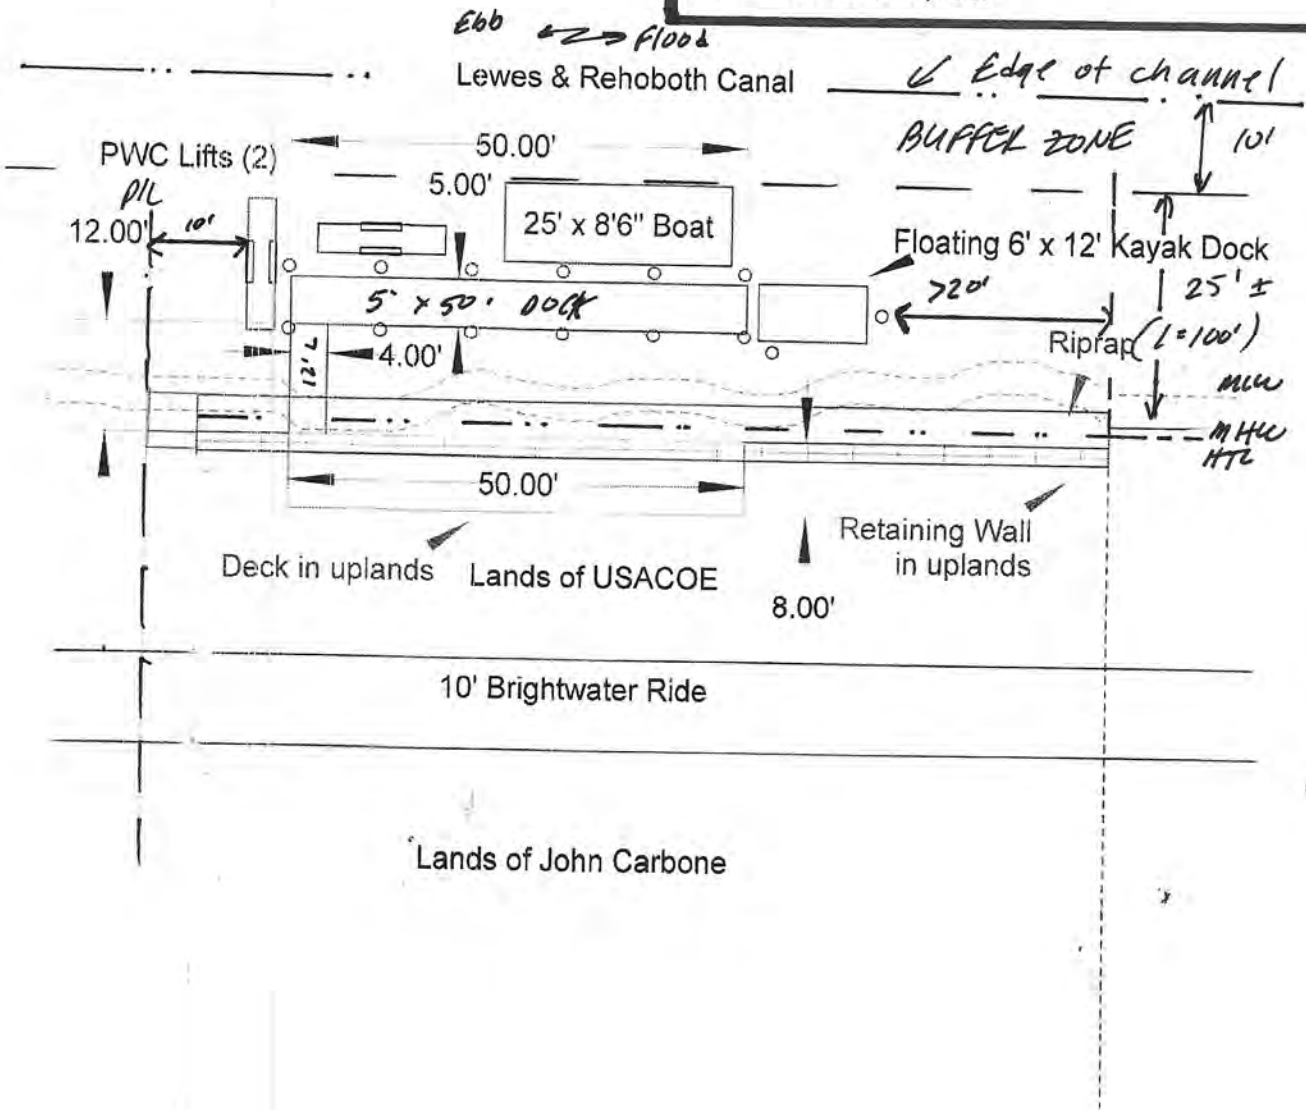 Ebb Flood
Lewes & Rehoboth Canal
Edge of channel
BUFFER ZONE
10'
PWC Lifts (2)
50.00'
5.00'
P/L
12.00'
10'
25' x 8'6" Boat
Floating 6' x 12' Kayak Dock
5' x 50' DOCK
>20'
25' ±
(1=100')
Riprap
12' L
4.00'
MLW
MHW
HTL
50.00'
Deck in uplands
Lands of USACOE
Retaining Wall
in uplands
8.00'
10' Brightwater Ride
Lands of John Carbone